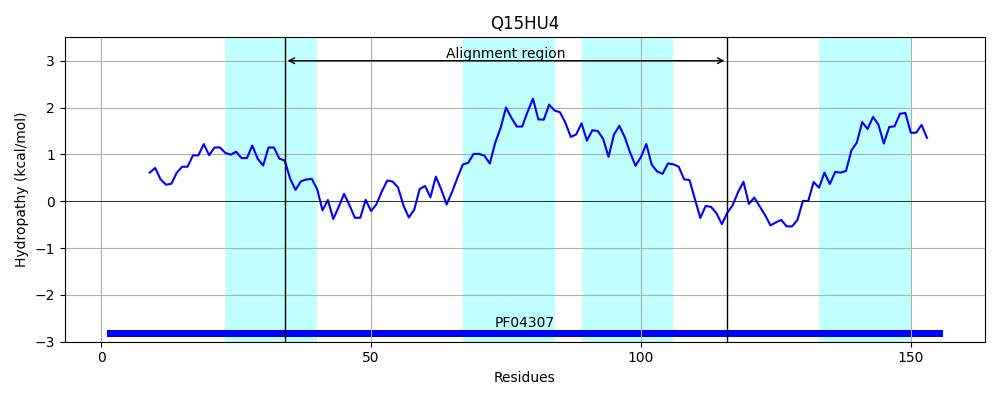 Q15HU4
Hydropathy (kcal/mol)
3
2
1
0
−1
−2
−3
Alignment region
PF04307
0
50
100
150
Residues